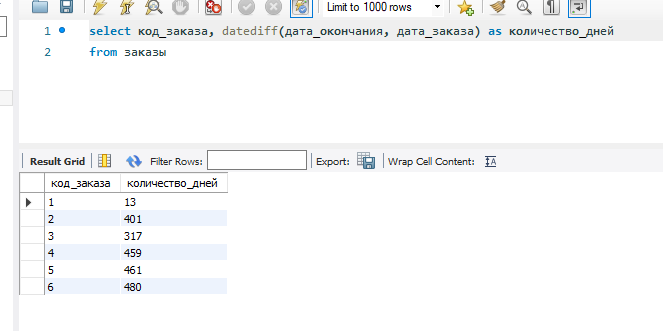 Limit to 1000 rows
1 select код_заказа, datediff(дата_окончания, дата_заказа) as количество_дней
2 from заказы
Result Grid Filter Rows: Export: Wrap Cell Content: IA
код_заказа количество_дней
1 13
2 401
3 317
4 459
5 461
6 480